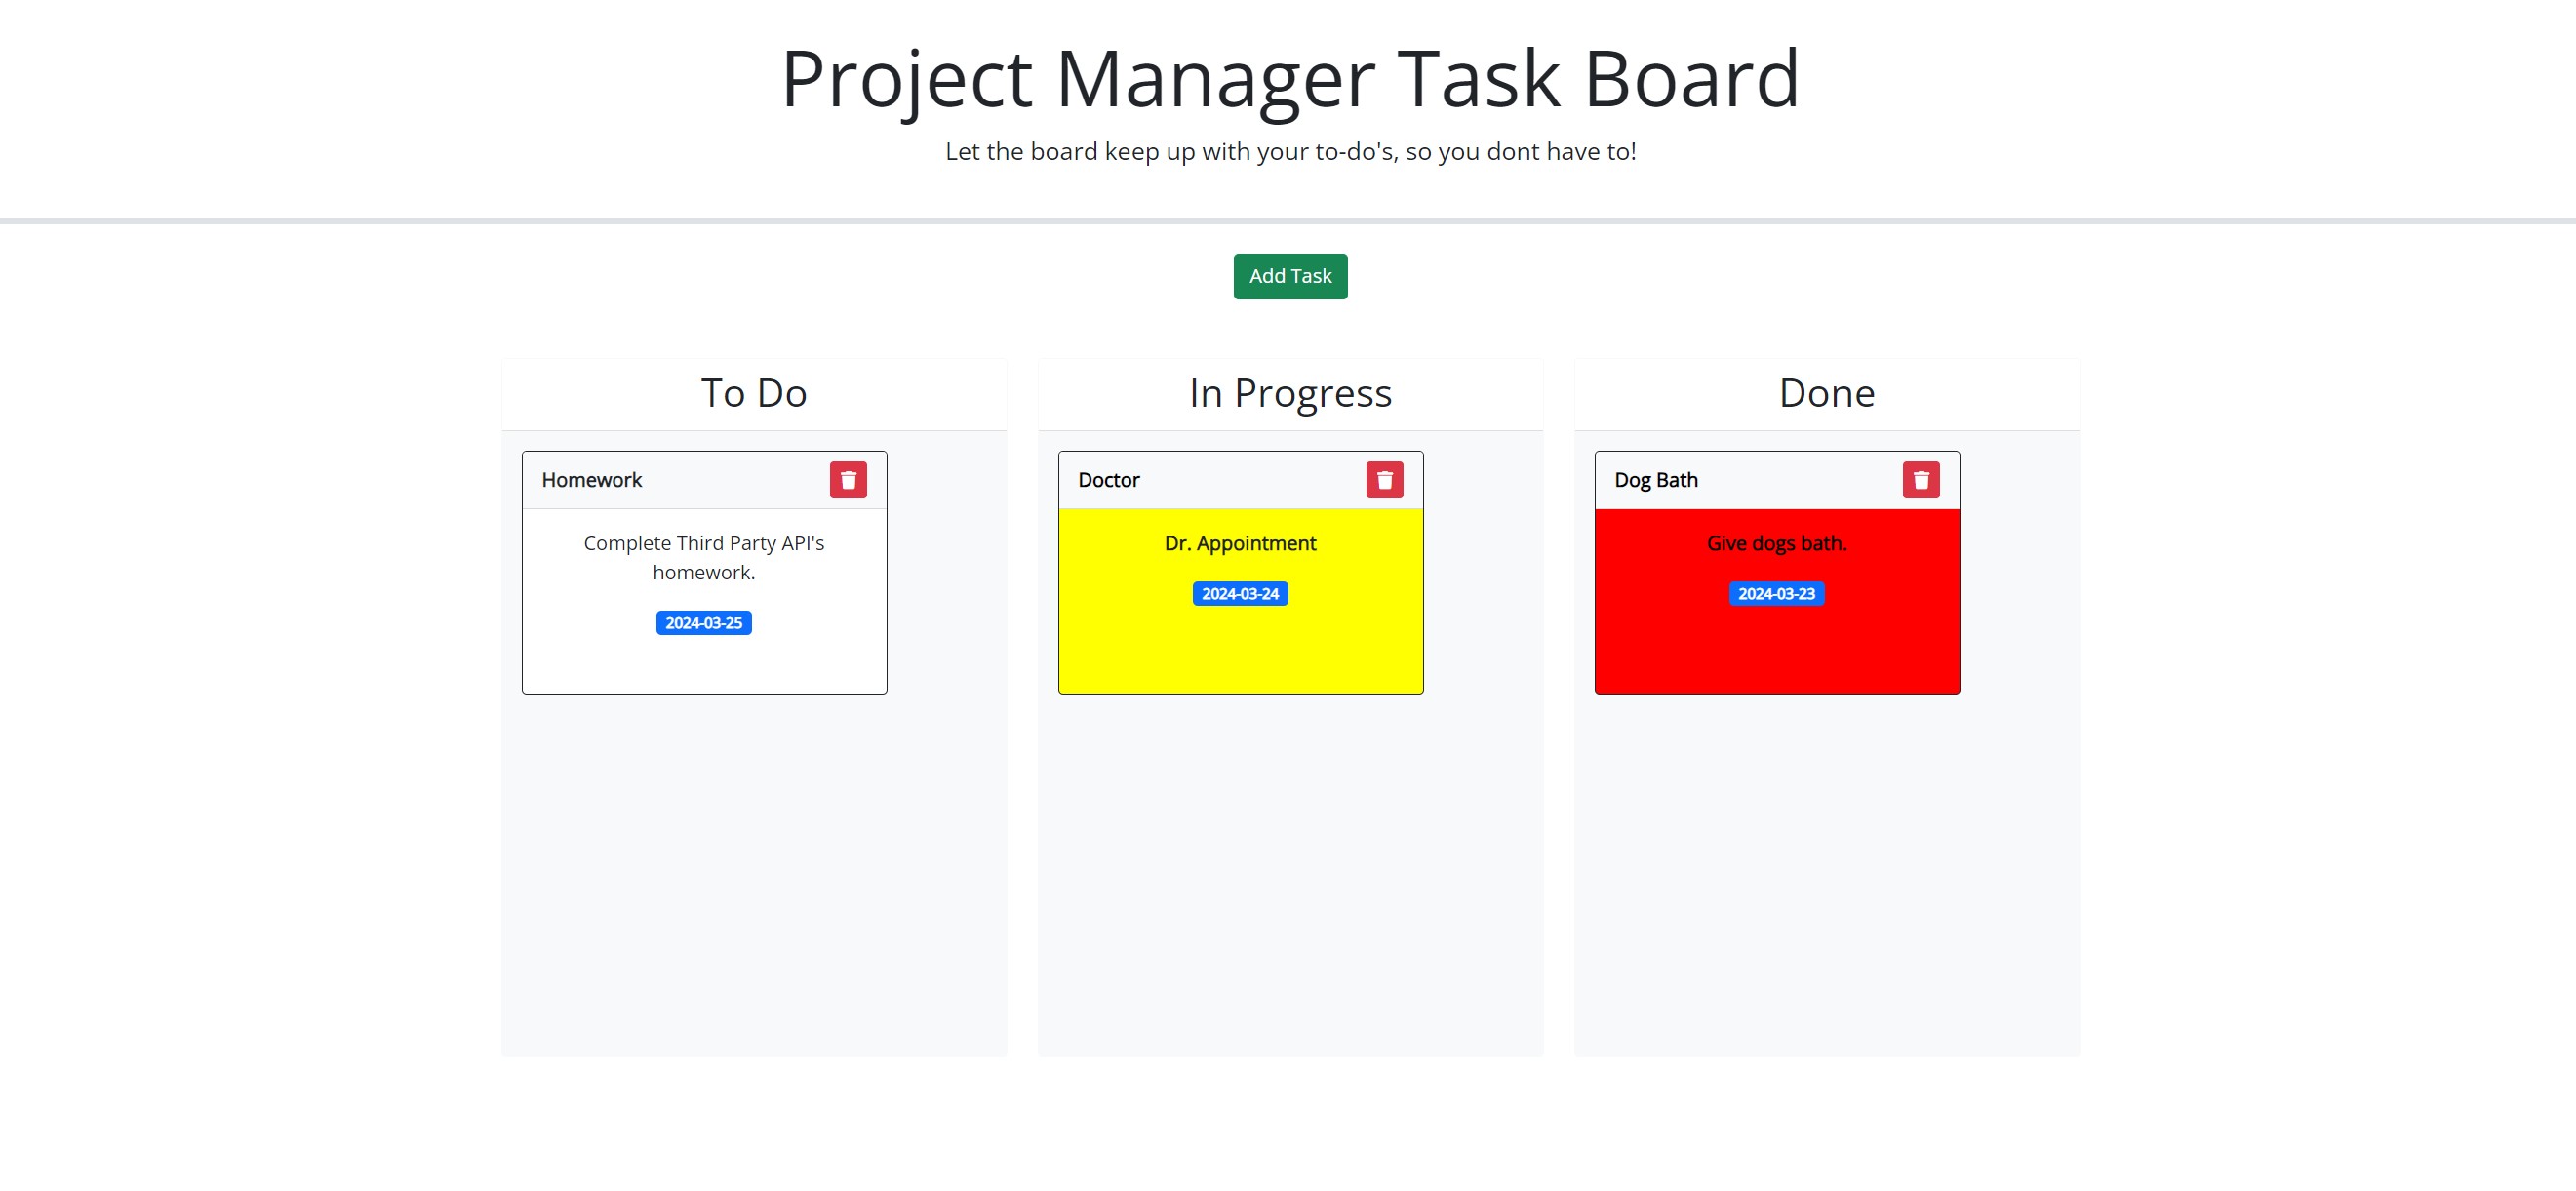 Project Manager Task Board
Let the board keep up with your to-do's, so you dont have to!
Add Task
To Do
Homework
Complete Third Party API's
homework.
2024-03-25
In Progress
Doctor
Dr. Appointment
2024-03-24
Done
Dog Bath
Give dogs bath.
2024-03-23